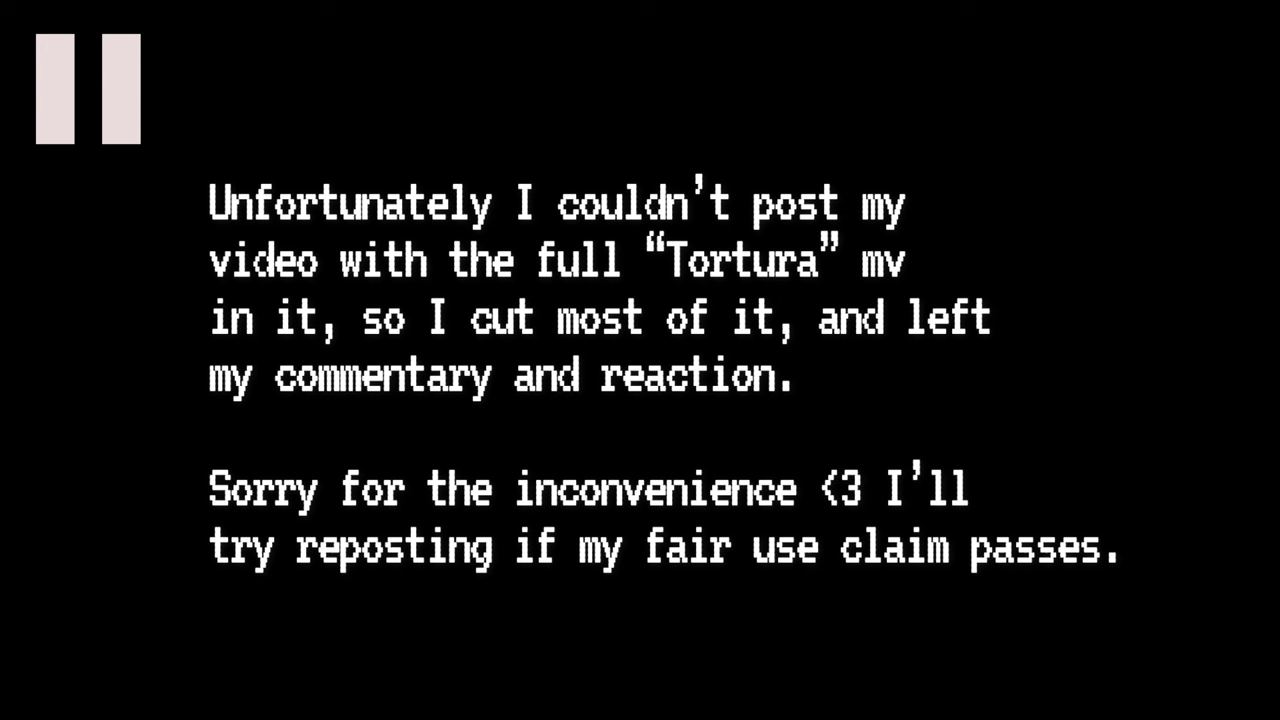 Unfortunately I couldn’t post my
video with the full “Tortura” mv
in it, so I cut most of it, and left
my commentary and reaction.
Sorry for the inconvenience <3 I’ll
try reposting if my fair use claim passes.